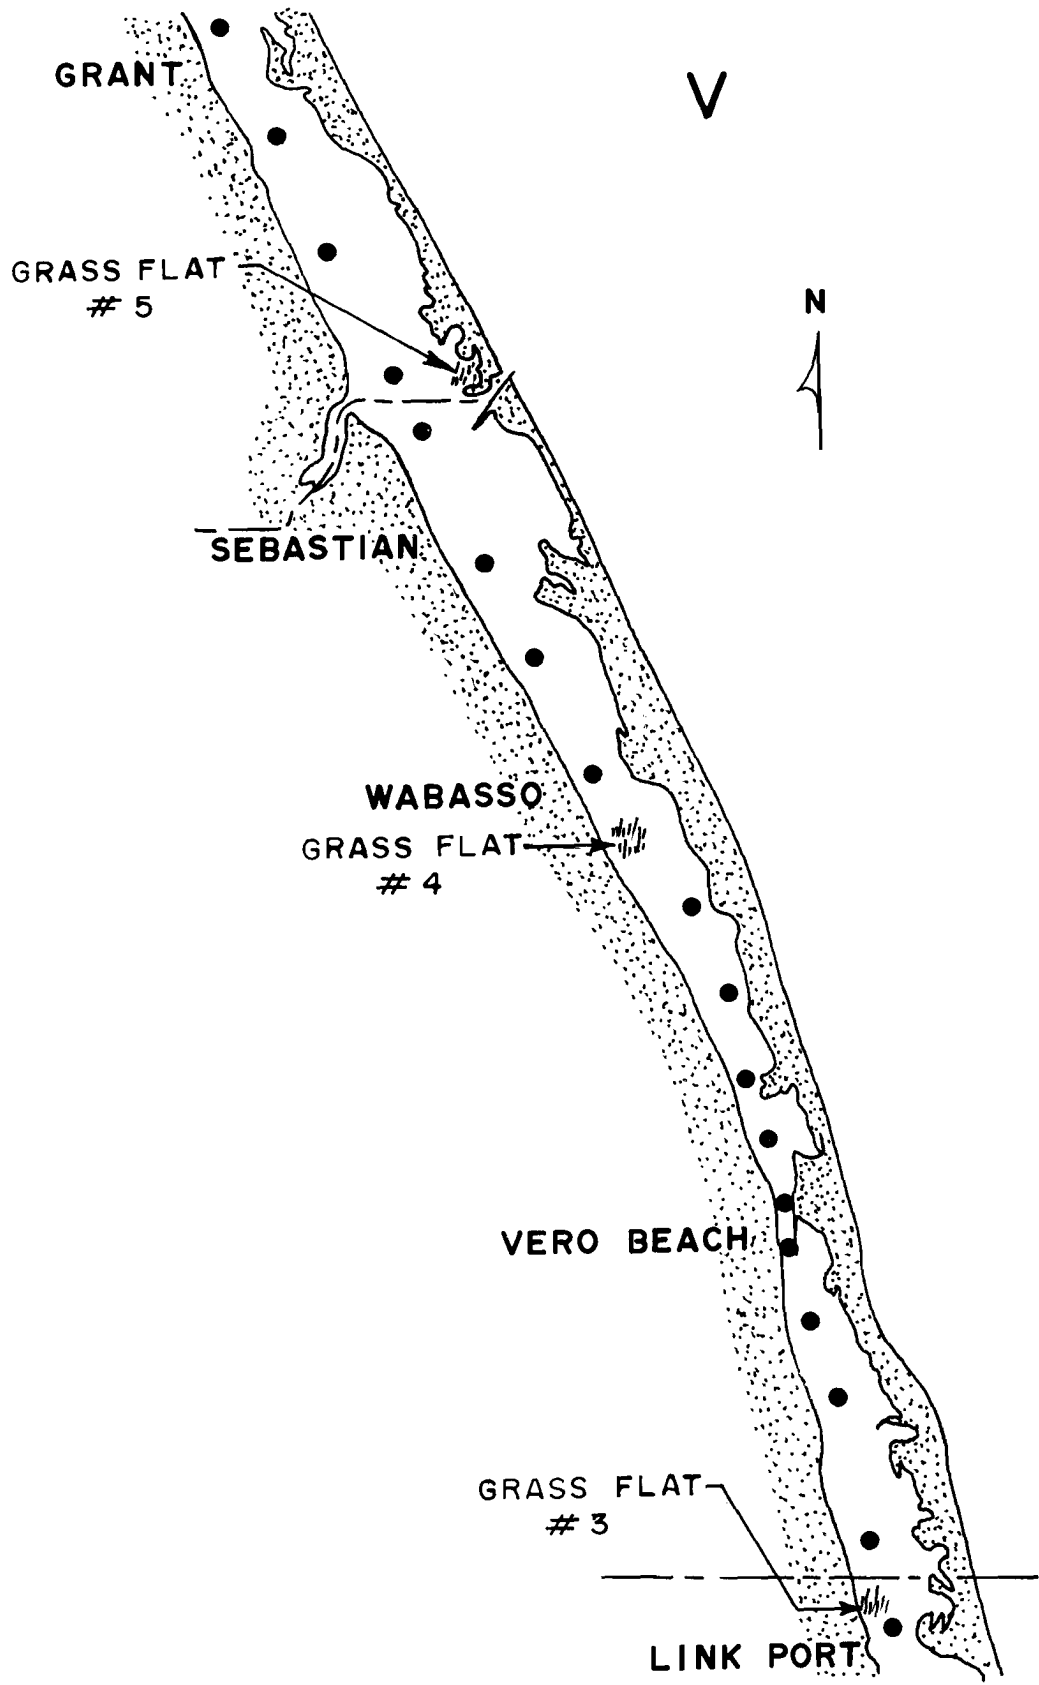 GRANT
V
GRASS FLAT
# 5
N
SEBASTIAN
WABASSO
GRASS FLAT
# 4
VERO BEACH
GRASS FLAT
# 3
LINK PORT